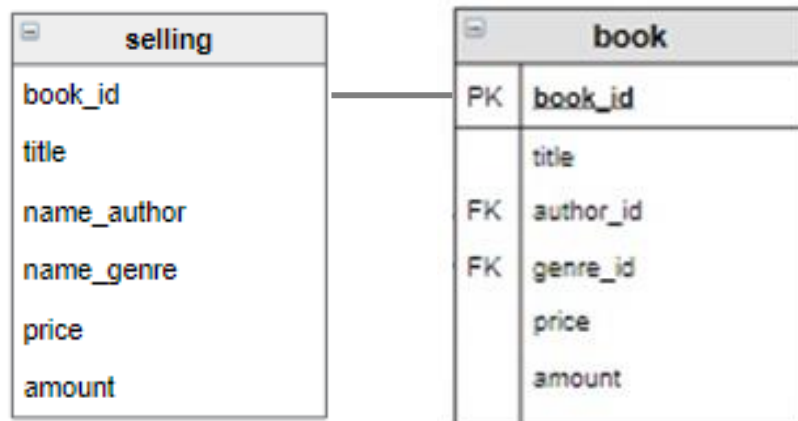 selling
book_id
title
name_author
name_genre
price
amount
book
PK book_id
title
FK author_id
FK genre_id
price
amount